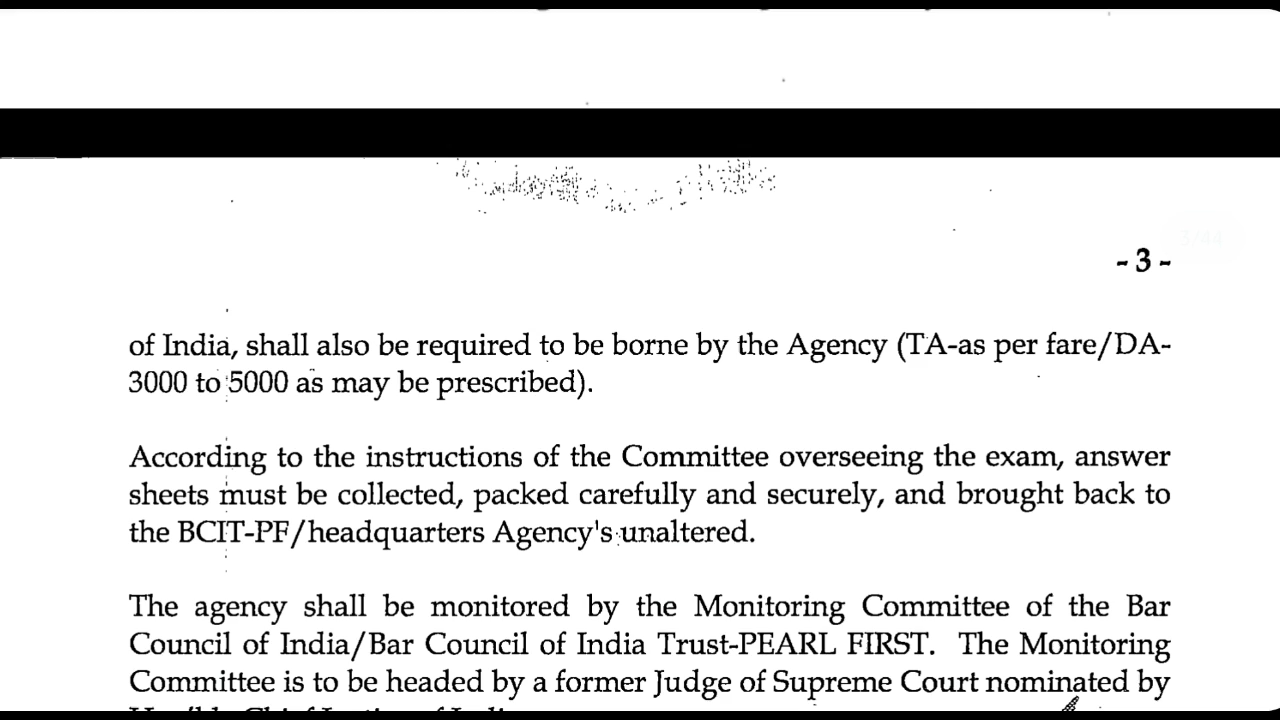 - 3 -
of India, shall also be required to be borne by the Agency (TA-as per fare/DA-
3000 to 5000 as may be prescribed).
According to the instructions of the Committee overseeing the exam, answer
sheets must be collected, packed carefully and securely, and brought back to
the BCIT-PF/headquarters Agency's unaltered.
The agency shall be monitored by the Monitoring Committee of the Bar
Council of India/Bar Council of India Trust-PEARL FIRST. The Monitoring
Committee is to be headed by a former Judge of Supreme Court nominated by